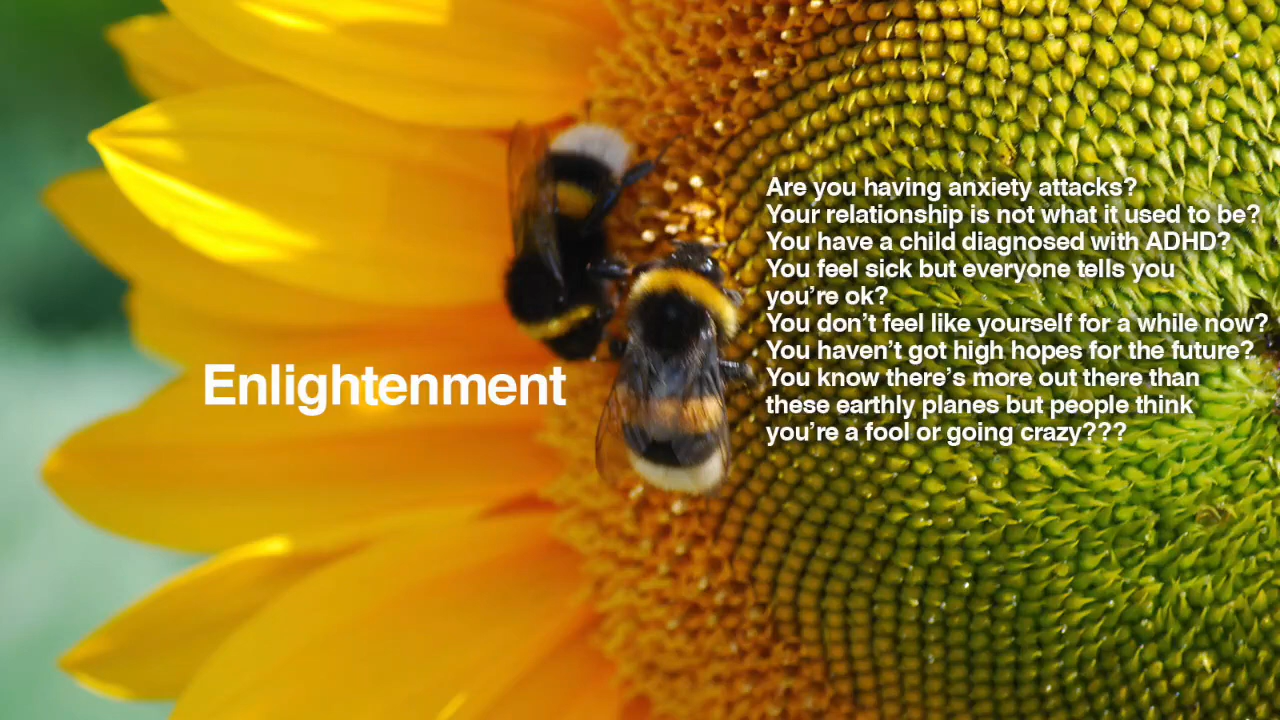 Enlightenment
Are you having anxiety attacks?
Your relationship is not what it used to be?
You have a child diagnosed with ADHD?
You feel sick but everyone tells you
you’re ok?
You don’t feel like yourself for a while now?
You haven’t got high hopes for the future?
You know there’s more out there than
these earthly planes but people think
you’re a fool or going crazy???